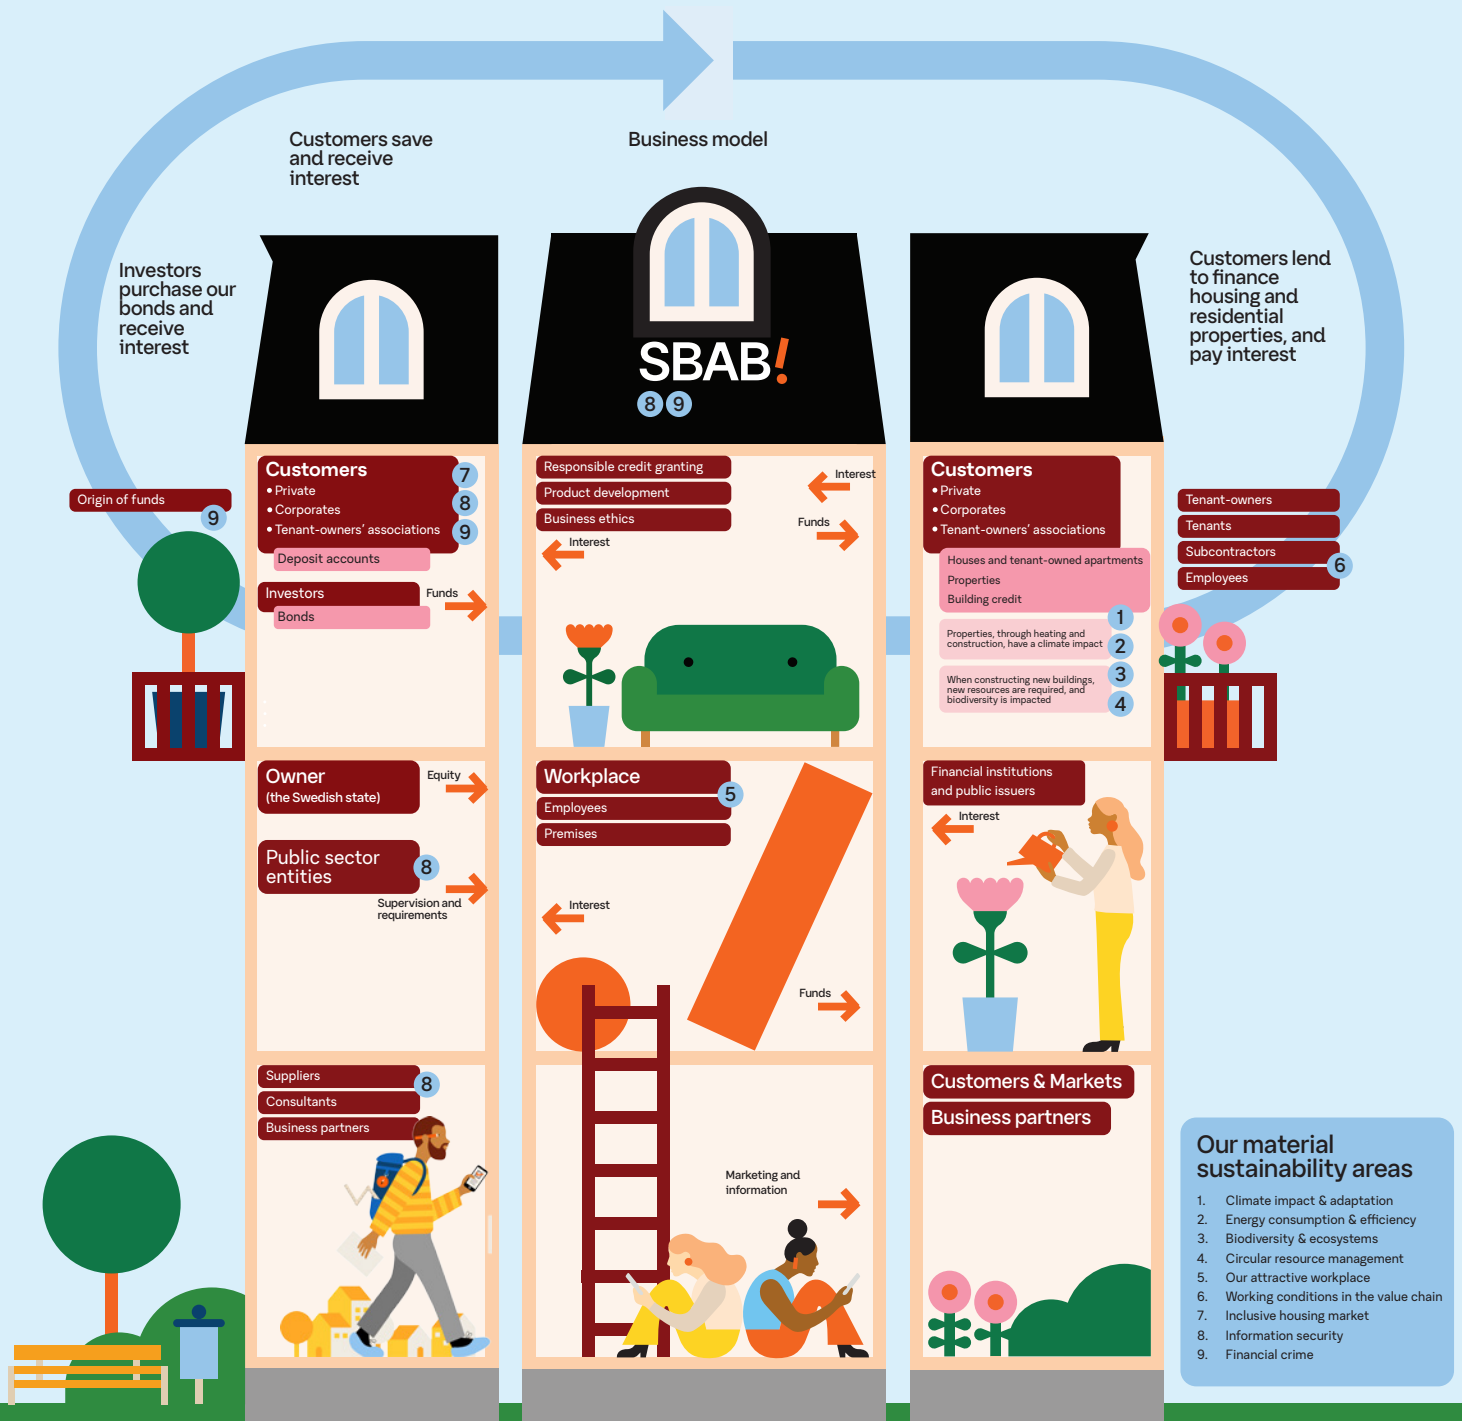 Customers save
and receive
interest
Business model
Investors
purchase our
bonds and
receive
interest
Customers lend
to finance
housing and
residential
properties, and
pay interest
SBAB!
8 9
Origin of funds
9
Customers
• Private
• Corporates
• Tenant-owners’ associations
7
8
9
Deposit accounts
Investors
Bonds
Funds
Responsible credit granting
Product development
Business ethics
Interest
Interest
Funds
Customers
• Private
• Corporates
• Tenant-owners’ associations
Houses and tenant-owned apartments
Properties
Building credit
Properties, through heating and
construction, have a climate impact
When constructing new buildings,
new resources are required, and
biodiversity is impacted
1
2
3
4
Tenant-owners
Tenants
Subcontractors
Employees
6
Owner
(the Swedish state)
Equity
Public sector
entities
8
Supervision and
requirements
Workplace
Employees
Premises
5
Interest
Funds
Financial institutions
and public issuers
Interest
Suppliers
Consultants
Business partners
8
Marketing and
information
Customers & Markets
Business partners
Our material
sustainability areas
1. Climate impact & adaptation
2. Energy consumption & efficiency
3. Biodiversity & ecosystems
4. Circular resource management
5. Our attractive workplace
6. Working conditions in the value chain
7. Inclusive housing market
8. Information security
9. Financial crime